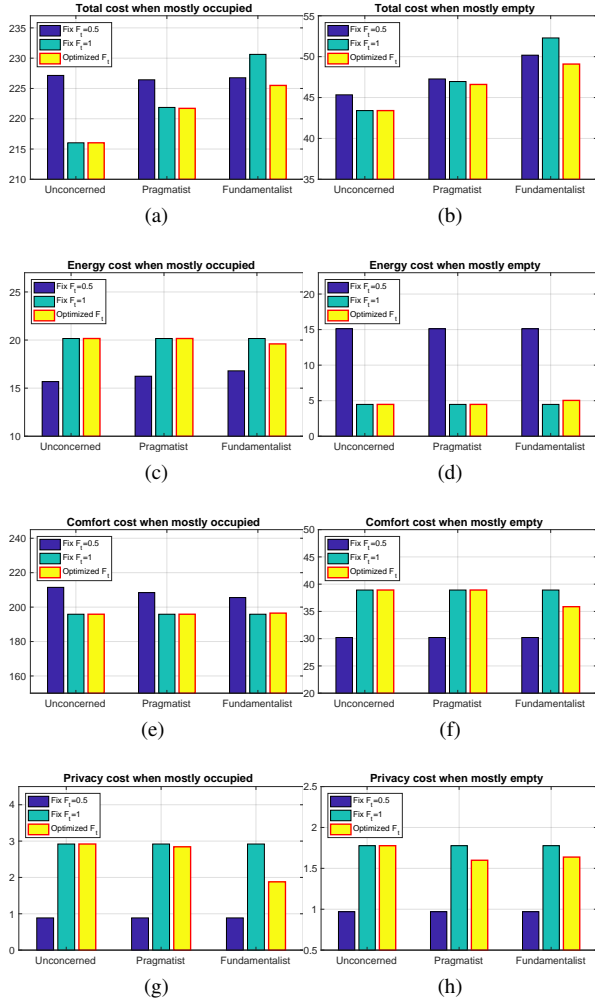 Total cost when mostly occupied
235
230
225
220
215
210
Fix F_t=0.5
Fix F_t=1
Optimized F_t
Unconcerned Pragmatist Fundamentalist
(a)
Total cost when mostly empty
55
50
45
40
35
Fix F_t=0.5
Fix F_t=1
Optimized F_t
Unconcerned Pragmatist Fundamentalist
(b)
Energy cost when mostly occupied
25
20
15
10
Fix F_t=0.5
Fix F_t=1
Optimized F_t
Unconcerned Pragmatist Fundamentalist
(c)
Energy cost when mostly empty
20
15
10
5
0
Fix F_t=0.5
Fix F_t=1
Optimized F_t
Unconcerned Pragmatist Fundamentalist
(d)
Comfort cost when mostly occupied
240
220
200
180
160
Fix F_t=0.5
Fix F_t=1
Optimized F_t
Unconcerned Pragmatist Fundamentalist
(e)
Comfort cost when mostly empty
50
45
40
35
30
25
20
Fix F_t=0.5
Fix F_t=1
Optimized F_t
Unconcerned Pragmatist Fundamentalist
(f)
Privacy cost when mostly occupied
4
3
2
1
0
Fix F_t=0.5
Fix F_t=1
Optimized F_t
Unconcerned Pragmatist Fundamentalist
(g)
Privacy cost when mostly empty
2.5
2
1.5
1
0.5
Fix F_t=0.5
Fix F_t=1
Optimized F_t
Unconcerned Pragmatist Fundamentalist
(h)